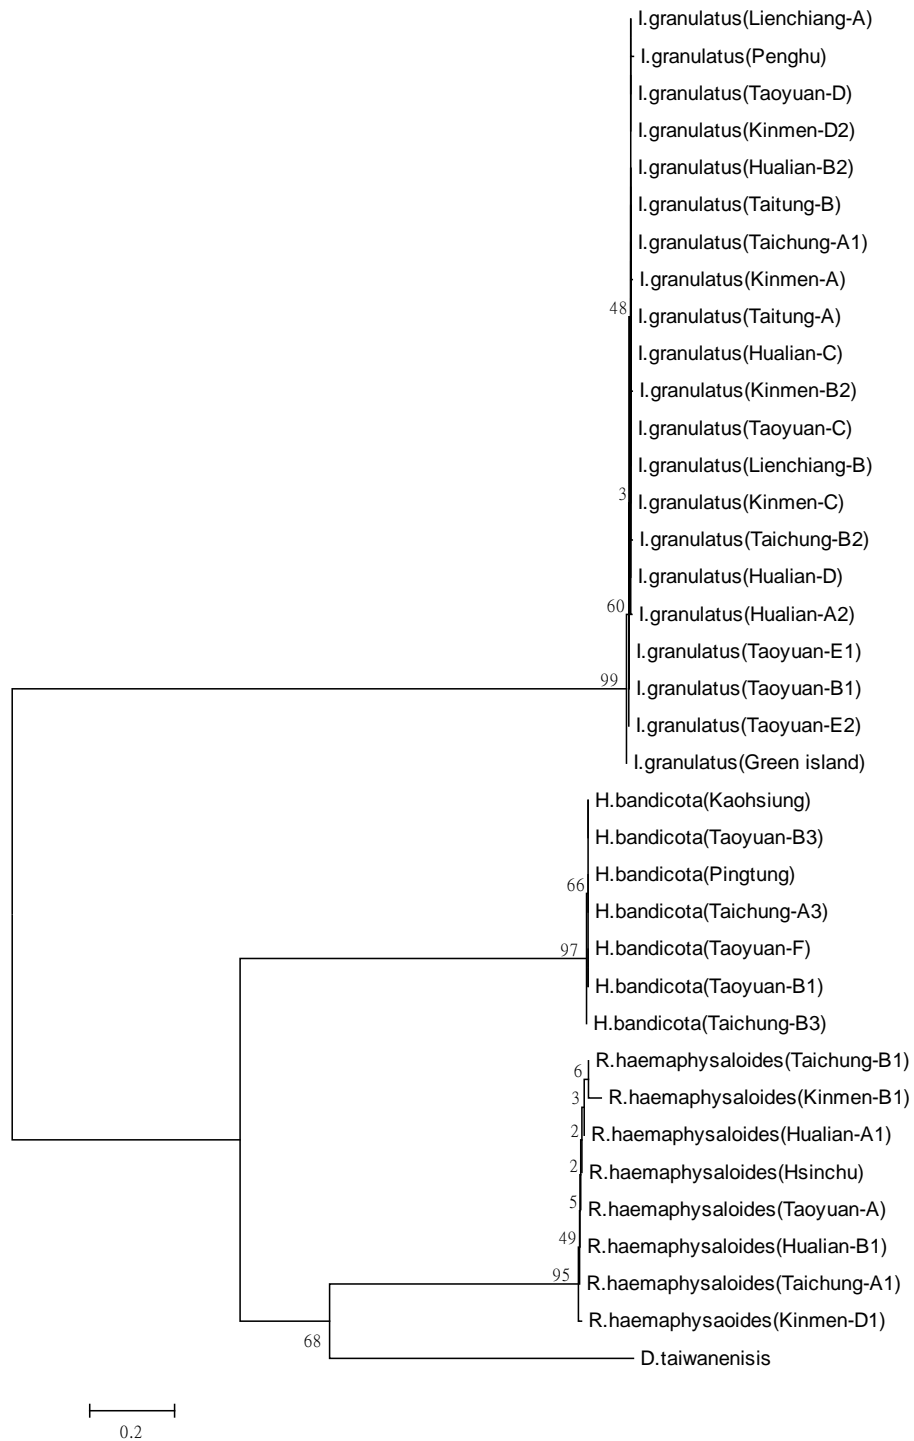 I.granulatus(Lienchiang-A)
I.granulatus(Penghu)
I.granulatus(Taoyuan-D)
I.granulatus(Kinmen-D2)
I.granulatus(Hualian-B2)
I.granulatus(Taitung-B)
I.granulatus(Taichung-A1)
I.granulatus(Kinmen-A)
48
I.granulatus(Taitung-A)
I.granulatus(Hualian-C)
I.granulatus(Kinmen-B2)
I.granulatus(Taoyuan-C)
I.granulatus(Lienchiang-B)
3
I.granulatus(Kinmen-C)
I.granulatus(Taichung-B2)
I.granulatus(Hualian-D)
60
I.granulatus(Hualian-A2)
I.granulatus(Taoyuan-E1)
99
I.granulatus(Taoyuan-B1)
I.granulatus(Taoyuan-E2)
I.granulatus(Green island)
H.bandicota(Kaohsiung)
H.bandicota(Taoyuan-B3)
H.bandicota(Pingtung)
66
H.bandicota(Taichung-A3)
97
H.bandicota(Taoyuan-F)
H.bandicota(Taoyuan-B1)
H.bandicota(Taichung-B3)
R.haemaphysaloides(Taichung-B1)
6
R.haemaphysaloides(Kinmen-B1)
3
R.haemaphysaloides(Hualian-A1)
2
R.haemaphysaloides(Hsinchu)
2
R.haemaphysaloides(Taoyuan-A)
5
R.haemaphysaloides(Hualian-B1)
49
R.haemaphysaloides(Taichung-A1)
95
R.haemaphysaoides(Kinmen-D1)
68
D.taiwanenisis
0.2